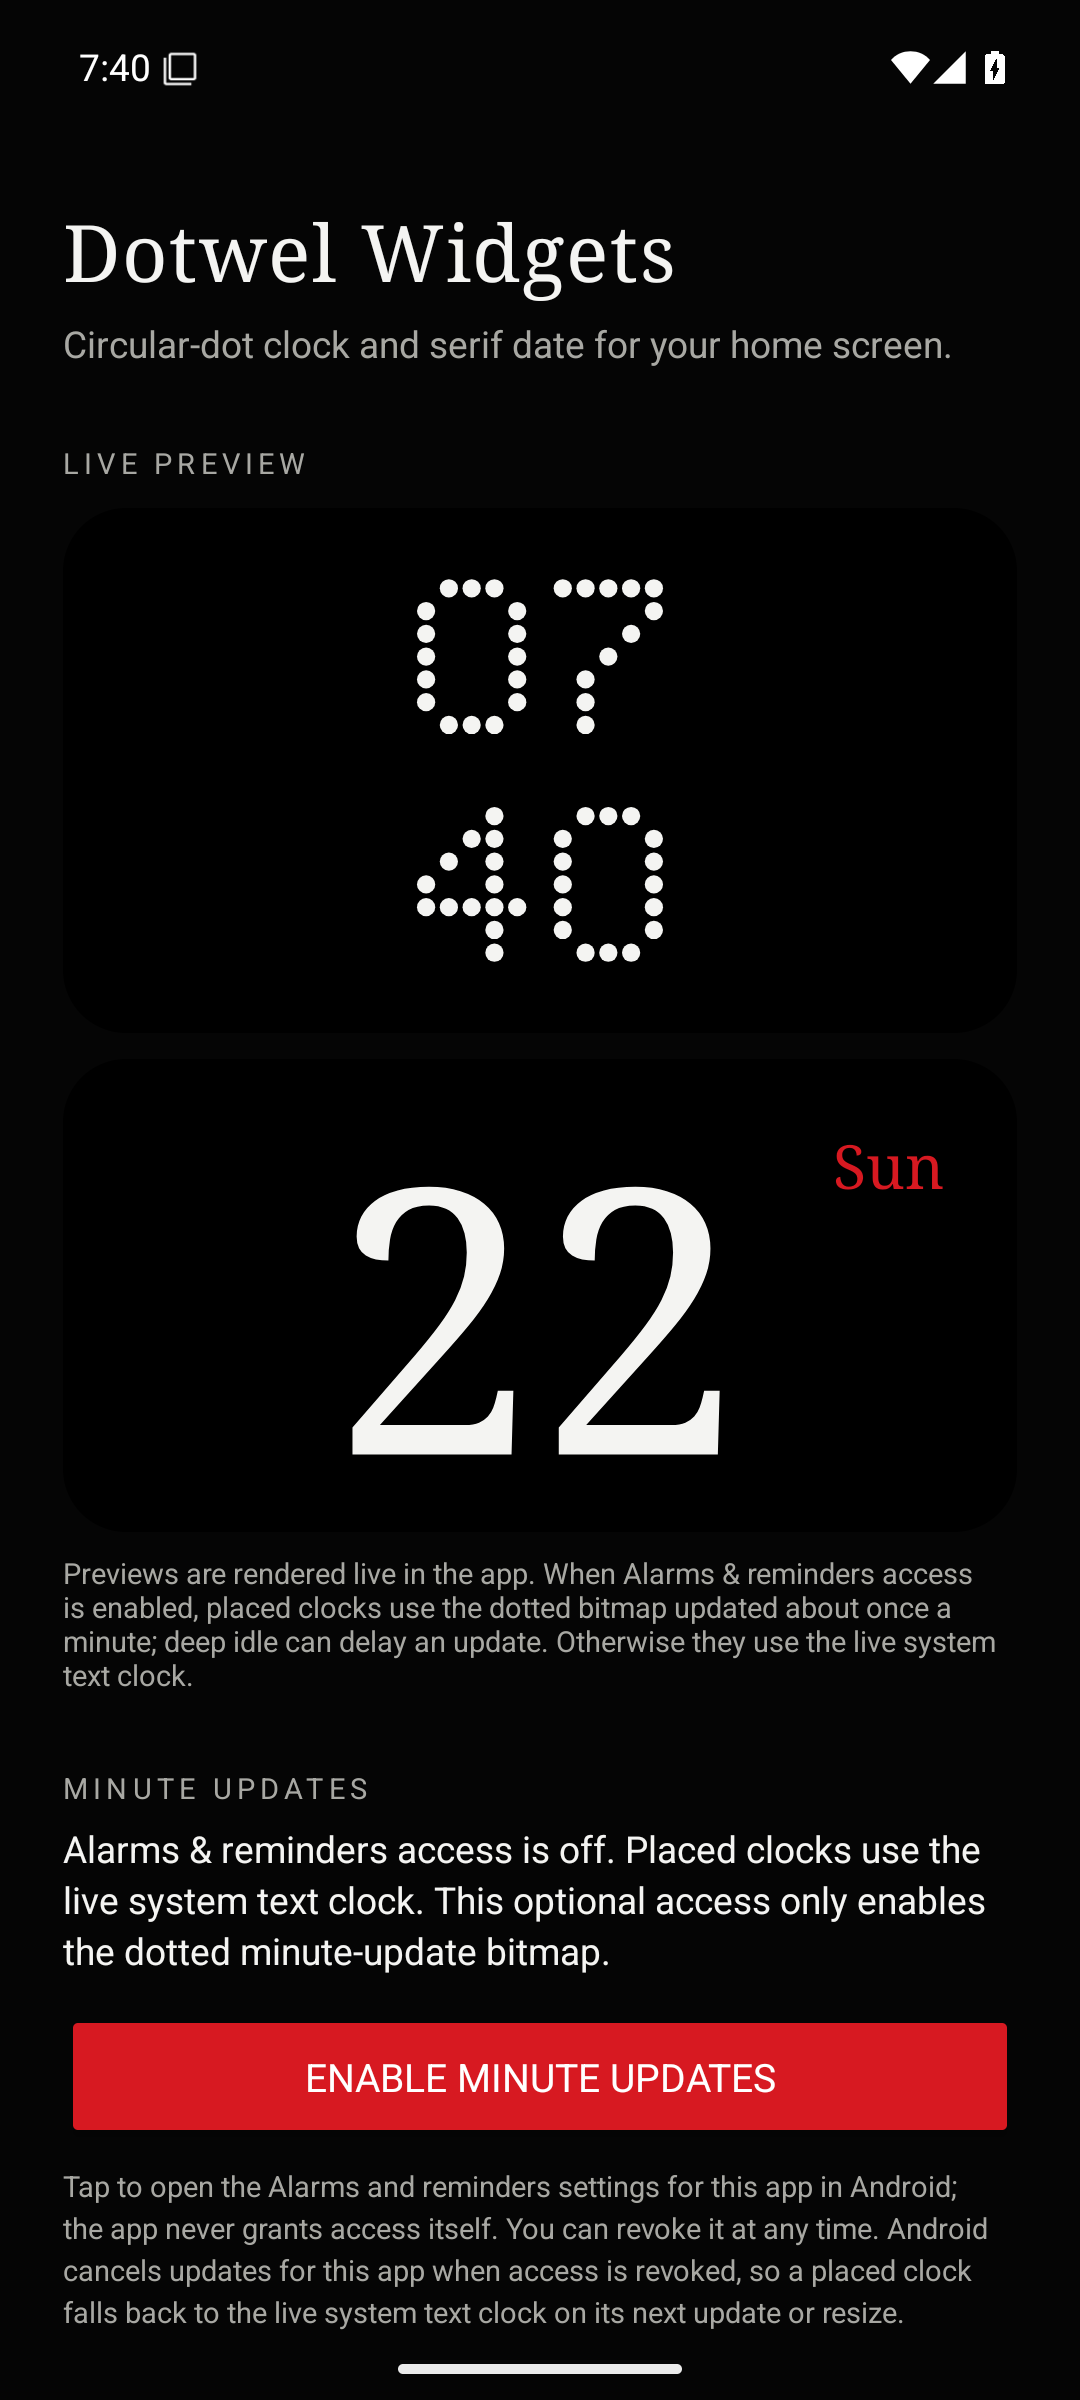 7:40
Dotwel Widgets
Circular-dot clock and serif date for your home screen.
LIVE PREVIEW
07
40
Sun
22
Previews are rendered live in the app. When Alarms & reminders access
is enabled, placed clocks use the dotted bitmap updated about once a
minute; deep idle can delay an update. Otherwise they use the live system
text clock.
MINUTE UPDATES
Alarms & reminders access is off. Placed clocks use the
live system text clock. This optional access only enables
the dotted minute-update bitmap.
ENABLE MINUTE UPDATES
Tap to open the Alarms and reminders settings for this app in Android;
the app never grants access itself. You can revoke it at any time. Android
cancels updates for this app when access is revoked, so a placed clock
falls back to the live system text clock on its next update or resize.